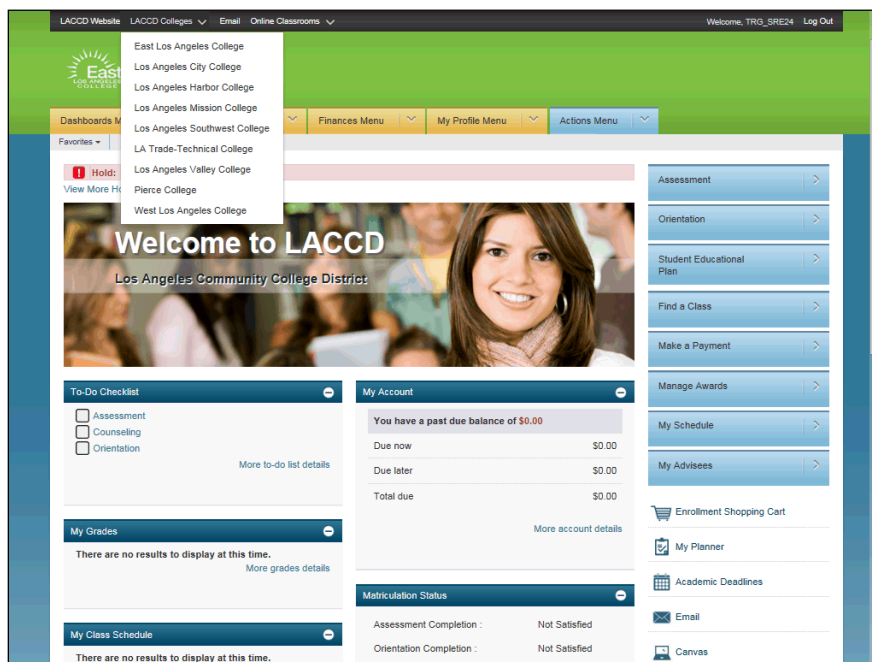 LACCD Website LACCD Colleges Email Online Classrooms Welcome, TRG_SRE24 Log Out
East Los Angeles College
Los Angeles City College
Los Angeles Harbor College
Los Angeles Mission College
Los Angeles Southwest College
LA Trade-Technical College
Los Angeles Valley College
Pierce College
West Los Angeles College
East
LOS ANGELES
COLLEGE
Dashboards M Finances Menu My Profile Menu Actions Menu
Favorites
Hold:
View More Ho
Welcome to LACCD
Los Angeles Community College District
Assessment
Orientation
Student Educational
Plan
Find a Class
Make a Payment
Manage Awards
My Schedule
My Advisees
Enrollment Shopping Cart
My Planner
Academic Deadlines
Email
Canvas
To-Do Checklist
Assessment
Counseling
Orientation
More to-do list details
My Grades
There are no results to display at this time.
More grades details
My Class Schedule
There are no results to display at this time.
My Account
You have a past due balance of $0.00
Due now $0.00
Due later $0.00
Total due $0.00
More account details
Matriculation Status
Assessment Completion : Not Satisfied
Orientation Completion : Not Satisfied